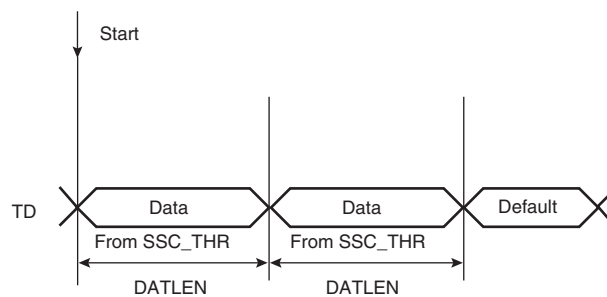 Start
TD
Data
Data
Default
From SSC_THR
From SSC_THR
DATLEN
DATLEN